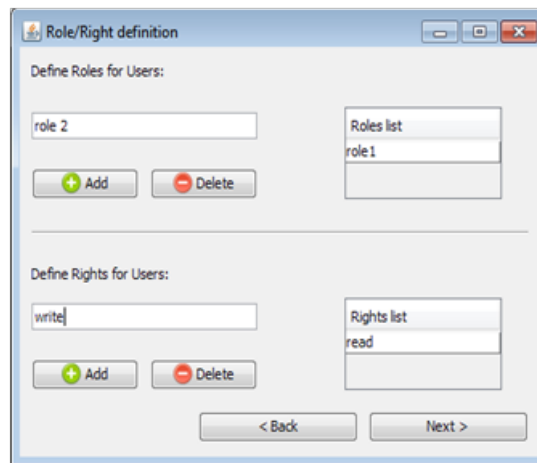 Role/Right definition
Define Roles for Users:
role 2
Roles list
role1
Add
Delete
Define Rights for Users:
write
Rights list
read
Add
Delete
< Back
Next >